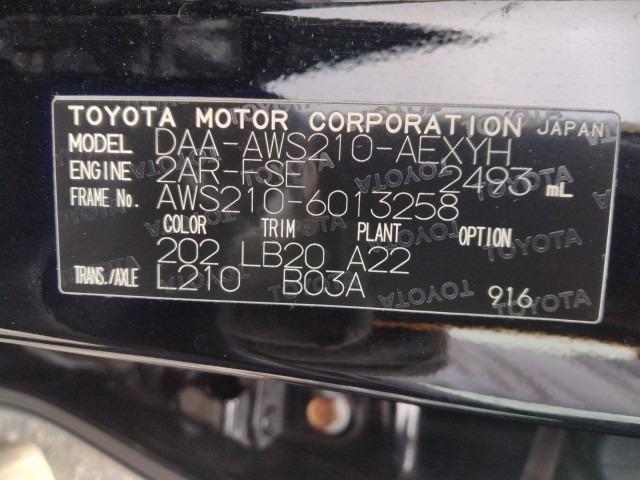 TOYOTA MOTOR CORPORATION JAPAN
MODEL DAA-AWS210-AEXYH
ENGINE 2AR-FSE 2493 mL
FRAME No. AWS210-6013258
COLOR TRIM PLANT OPTION
202 LB20 A22
TRANS./AXLE L210 B03A 916